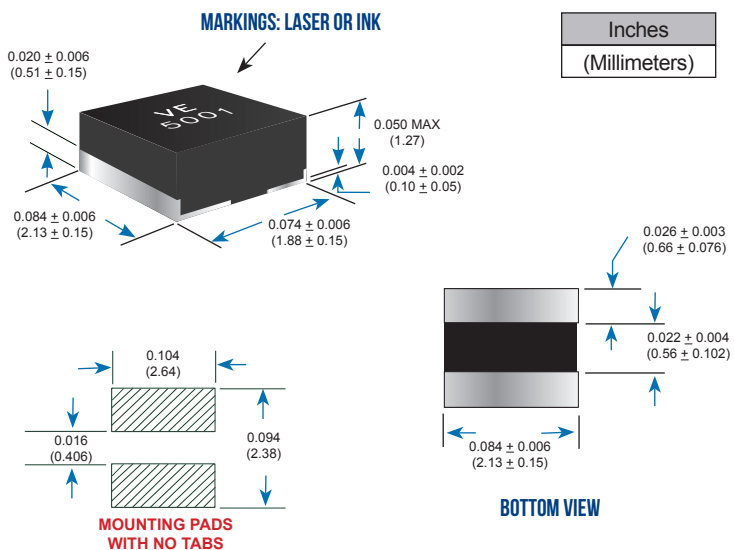 MARKINGS: LASER OR INK
Inches
(Millimeters)
0.020 ± 0.006
(0.51 ± 0.15)
VE
5001
0.050 MAX
(1.27)
0.004 ± 0.002
(0.10 ± 0.05)
0.084 ± 0.006
(2.13 ± 0.15)
0.074 ± 0.006
(1.88 ± 0.15)
0.026 ± 0.003
(0.66 ± 0.076)
0.022 ± 0.004
(0.56 ± 0.102)
0.084 ± 0.006
(2.13 ± 0.15)
BOTTOM VIEW
0.104
(2.64)
0.016
(0.406)
0.094
(2.38)
MOUNTING PADS
WITH NO TABS